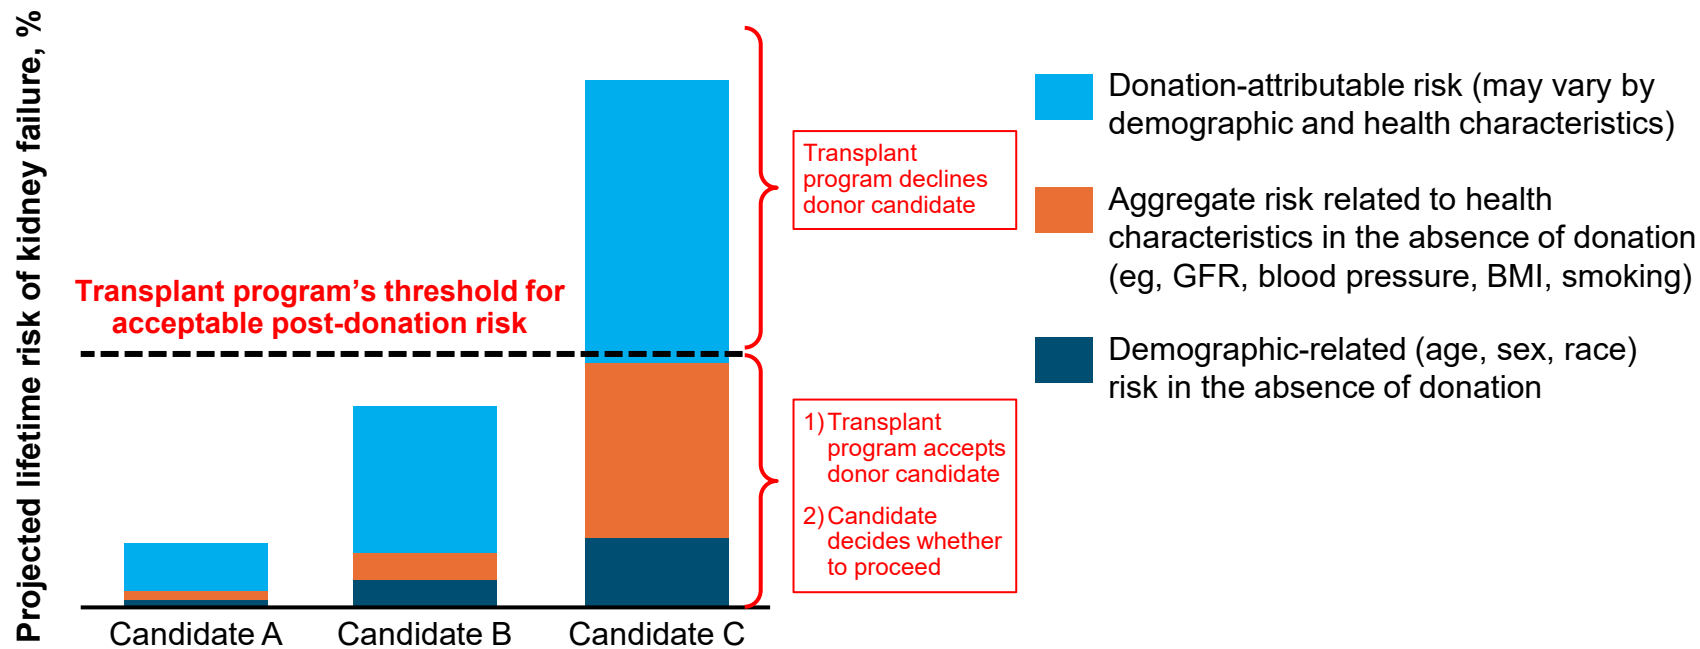 Projected lifetime risk of kidney failure, %
Transplant program’s threshold for
acceptable post-donation risk
Candidate A
Candidate B
Candidate C
Transplant
program declines
donor candidate
1) Transplant
program accepts
donor candidate
2) Candidate
decides whether
to proceed
Donation-attributable risk (may vary by
demographic and health characteristics)
Aggregate risk related to health
characteristics in the absence of donation
(eg, GFR, blood pressure, BMI, smoking)
Demographic-related (age, sex, race)
risk in the absence of donation